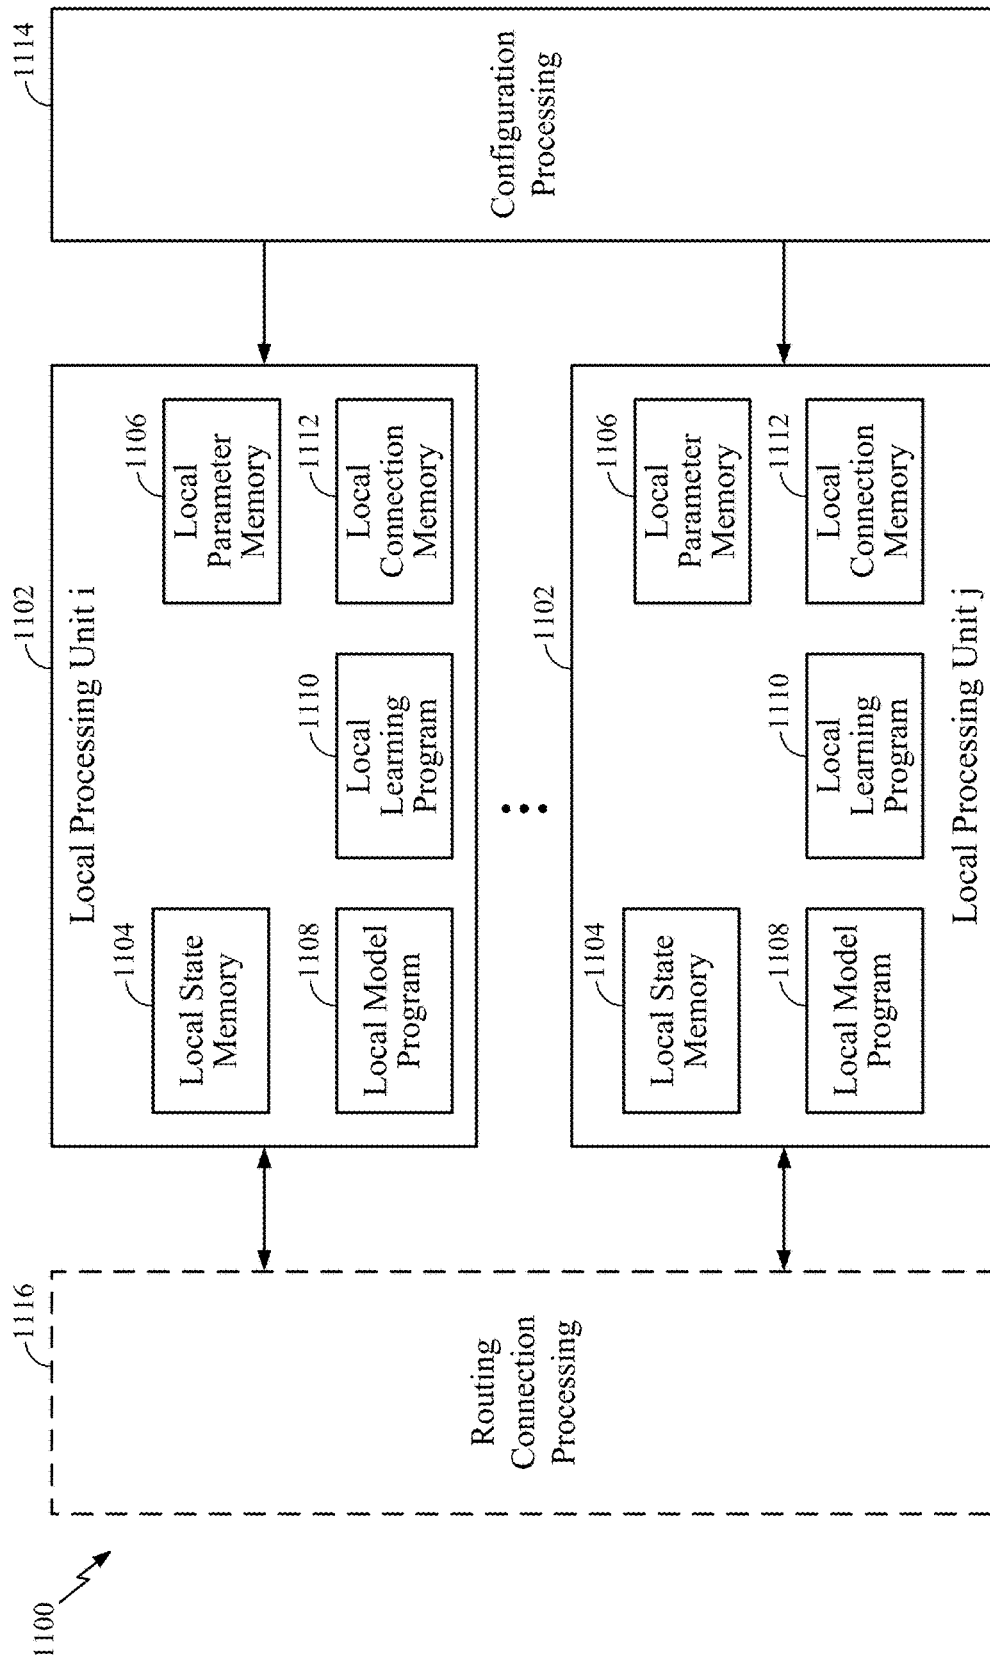 1100
1116
Routing
Connection
Processing
1102
Local Processing Unit i
1104
Local State
Memory
1106
Local
Parameter
Memory
1108
Local Model
Program
1110
Local
Learning
Program
1112
Local
Connection
Memory
1102
1104
Local State
Memory
1106
Local
Parameter
Memory
1108
Local Model
Program
1110
Local
Learning
Program
1112
Local
Connection
Memory
Local Processing Unit j
1114
Configuration
Processing